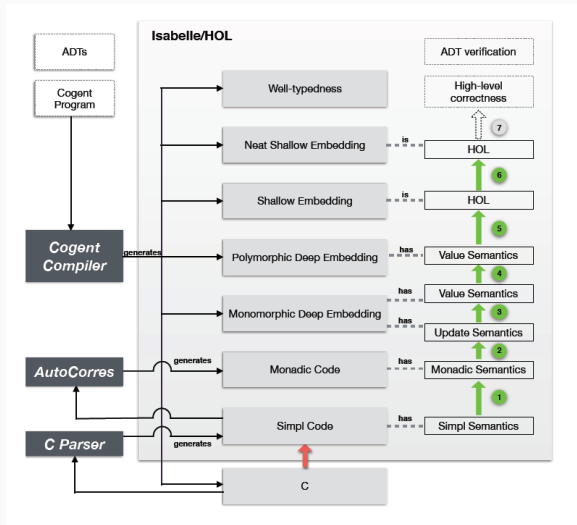 Isabelle/HOL
ADTs
ADT verification
Cogent
Program
High-level
correctness
Well-typedness
7
Neat Shallow Embedding
is
HOL
6
Shallow Embedding
is
HOL
5
Cogent
Compiler
generates
Polymorphic Deep Embedding
has
Value Semantics
4
has
Value Semantics
Monomorphic Deep Embedding
3
has
Update Semantics
2
AutoCorres
generates
Monadic Code
has
Monadic Semantics
1
C Parser
generates
Simpl Code
has
Simpl Semantics
C